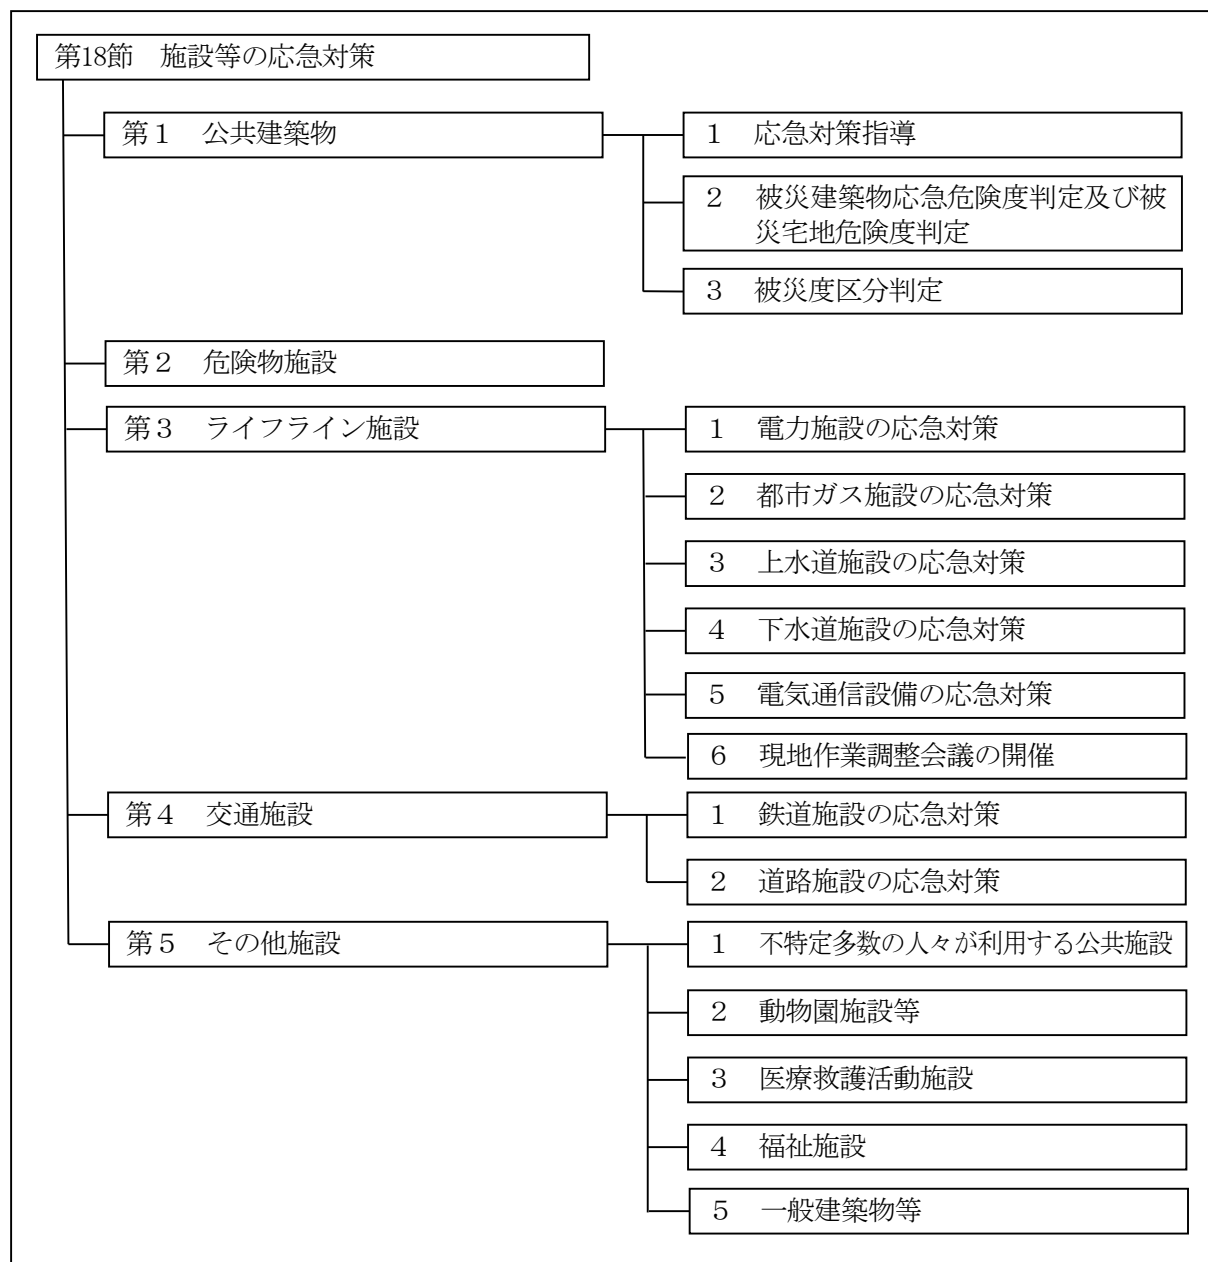 第18節　施設等の応急対策
第１　公共建築物
１　応急対策指導
２　被災建築物応急危険度判定及び被
災宅地危険度判定
３　被災度区分判定
第２　危険物施設
第３　ライフライン施設
１　電力施設の応急対策
２　都市ガス施設の応急対策
３　上水道施設の応急対策
４　下水道施設の応急対策
５　電気通信設備の応急対策
６　現地作業調整会議の開催
第４　交通施設
１　鉄道施設の応急対策
２　道路施設の応急対策
第５　その他施設
１　不特定多数の人々が利用する公共施設
２　動物園施設等
３　医療救護活動施設
４　福祉施設
５　一般建築物等